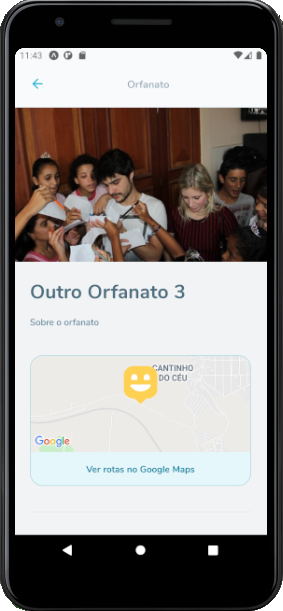 11:43
Orfanato
Outro Orfanato 3
Sobre o orfanato
CANTINHO
DO CÉU
Google
Ver rotas no Google Maps